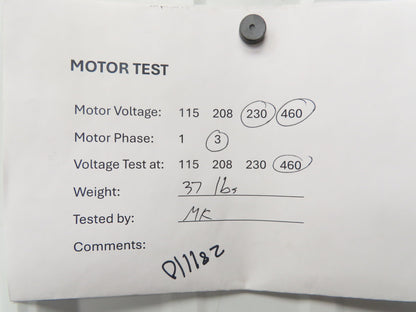 MOTOR TEST
Motor Voltage: 115 208 230 460
Motor Phase: 1 3
Voltage Test at: 115 208 230 460
Weight: 37 lbs
Tested by: MK
Comments: